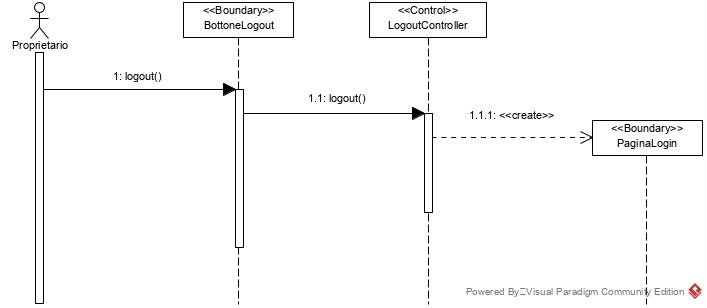 <<Boundary>>
BottoneLogout
<<Control>>
LogoutController
Proprietario
1: logout()
1.1: logout()
1.1.1: <<create>>
<<Boundary>>
PaginaLogin
Powered By Visual Paradigm Community Edition